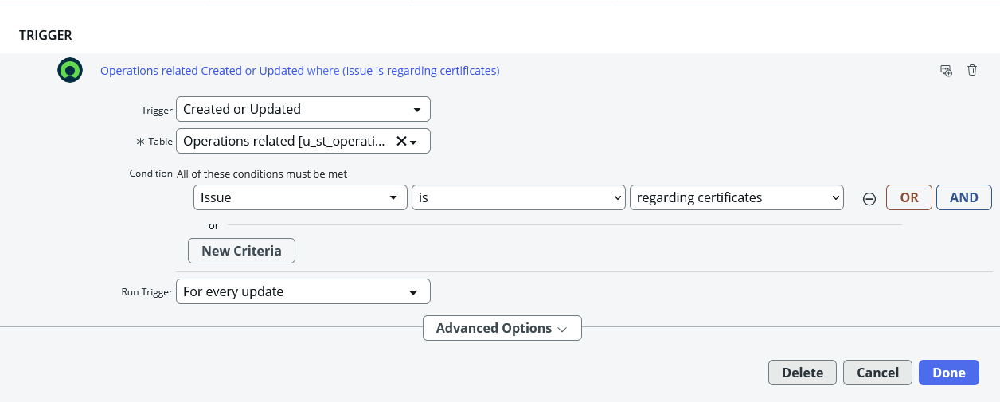 TRIGGER
Operations related Created or Updated where (Issue is regarding certificates)
Trigger Created or Updated
* Table Operations related [u_st_operati...
Condition All of these conditions must be met
Issue is regarding certificates OR AND
or
New Criteria
Run Trigger For every update
Advanced Options
Delete Cancel Done